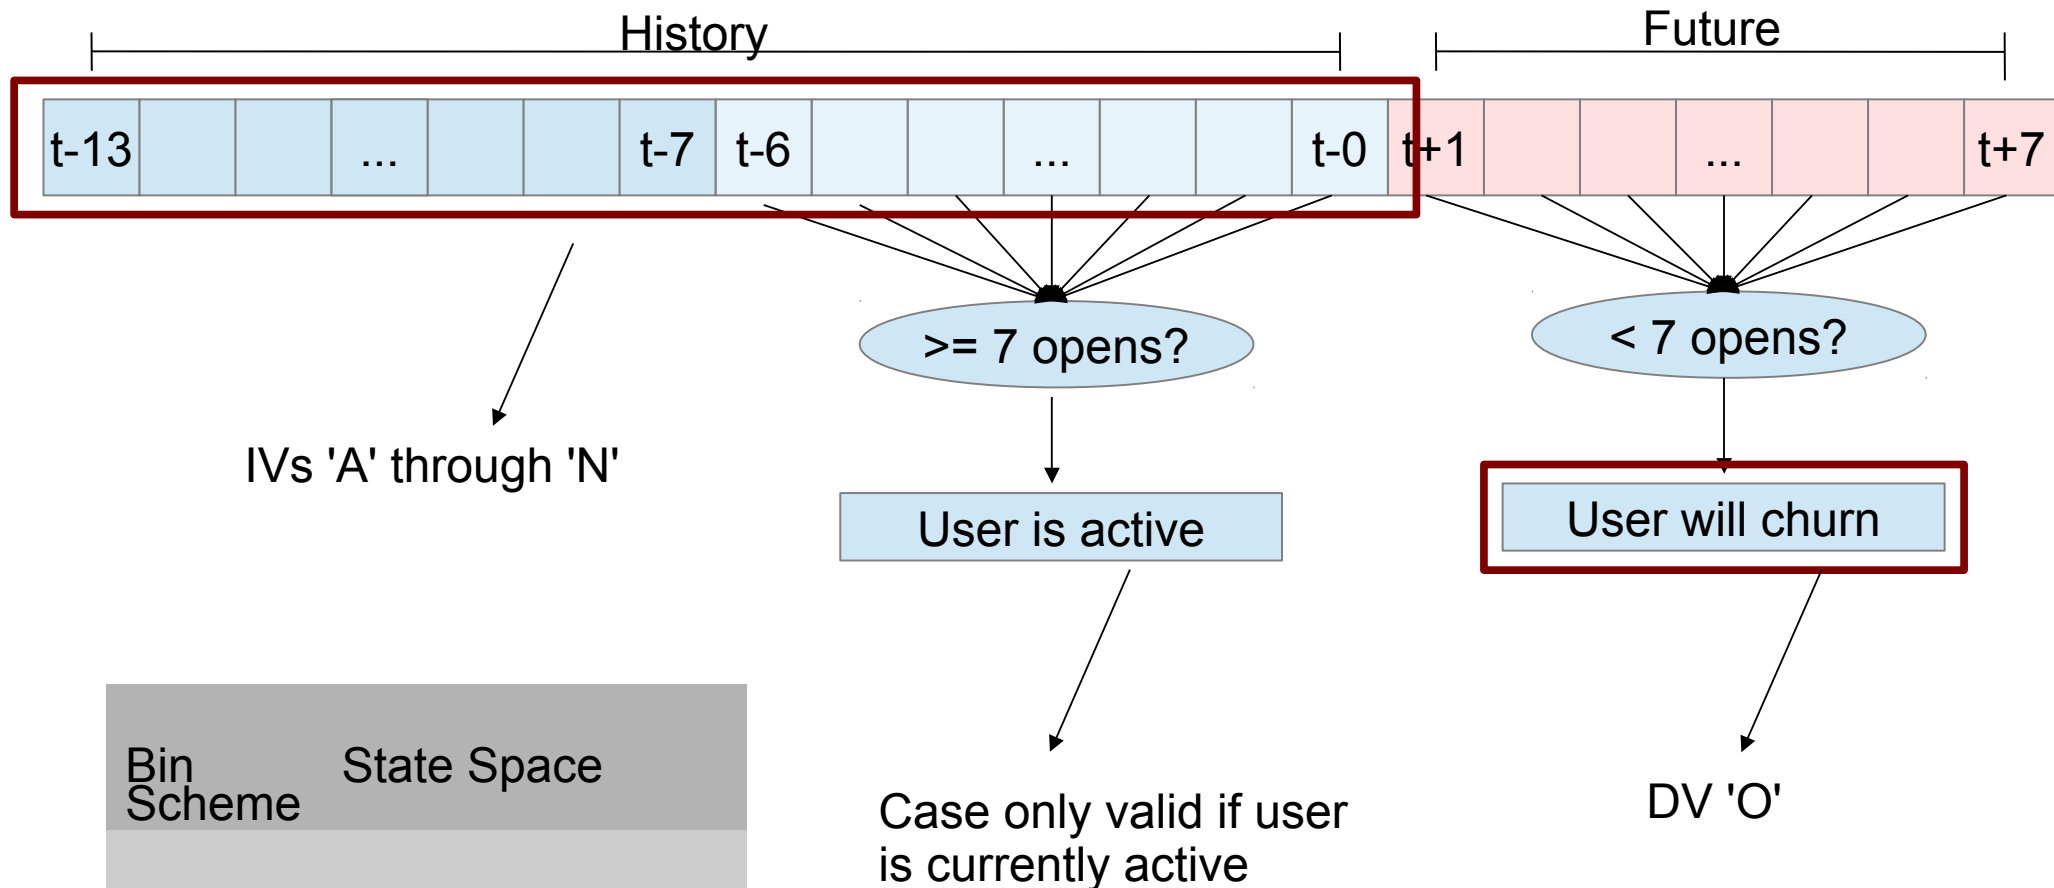 History
Future
t-13
...
t-7
t-6
...
t-0
t+1
...
t+7
>= 7 opens?
< 7 opens?
IVs 'A' through 'N'
User is active
User will churn
Bin
Scheme
State Space
Case only valid if user
is currently active
DV 'O'